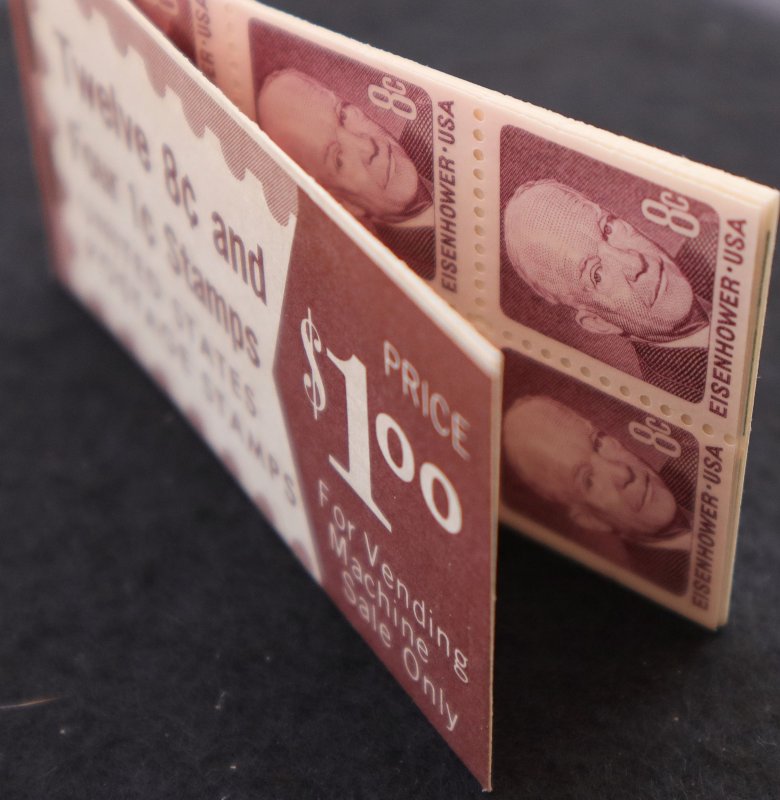 Twelve 8c and
Four 1c Stamps
UNITED STATES
POSTAGE STAMPS
PRICE
$1.00
For Vending
Machine
Sale Only
USA
8c
EISENHOWER · USA
8c
EISENHOWER · USA
8c
EISENHOWER · USA